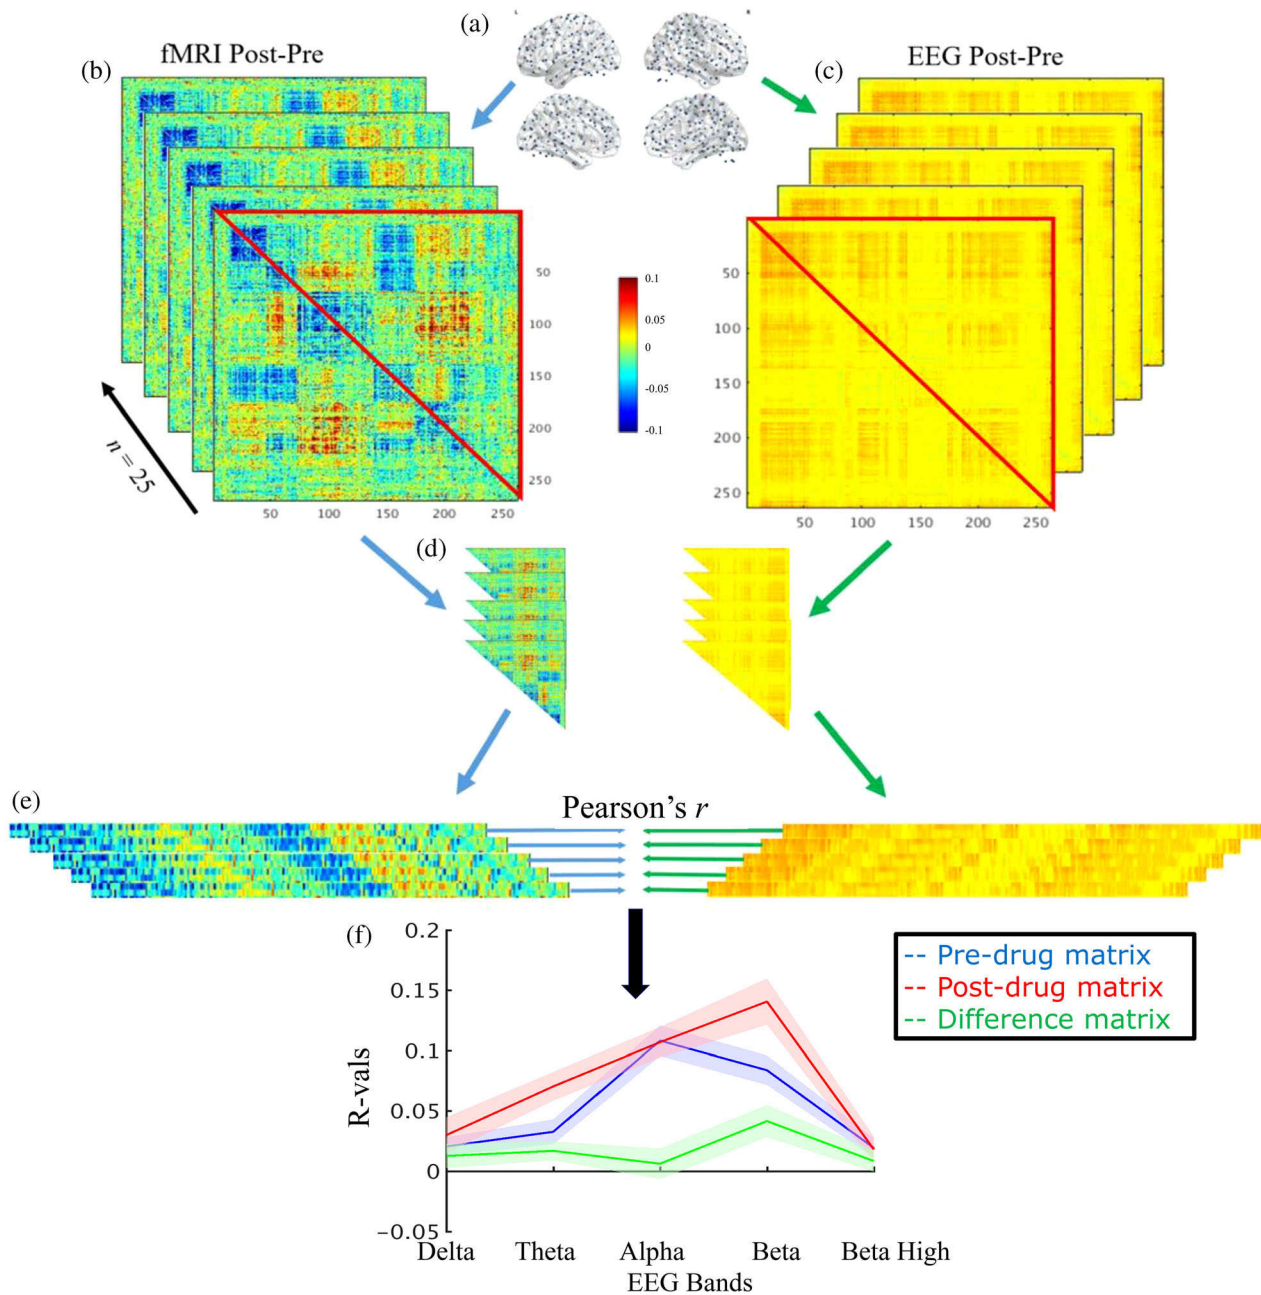 (a)
L
R
fMRI Post-Pre
EEG Post-Pre
(b)
(c)
50
100
150
200
250
50 100 150 200 250
n = 25
0.1
0.05
0
-0.05
-0.1
50
100
150
200
250
50 100 150 200 250
(d)
(e)
Pearson's r
(f)
0.2
0.15
0.1
0.05
0
−0.05
R-vals
Delta Theta Alpha Beta Beta High
EEG Bands
-- Pre-drug matrix
-- Post-drug matrix
-- Difference matrix